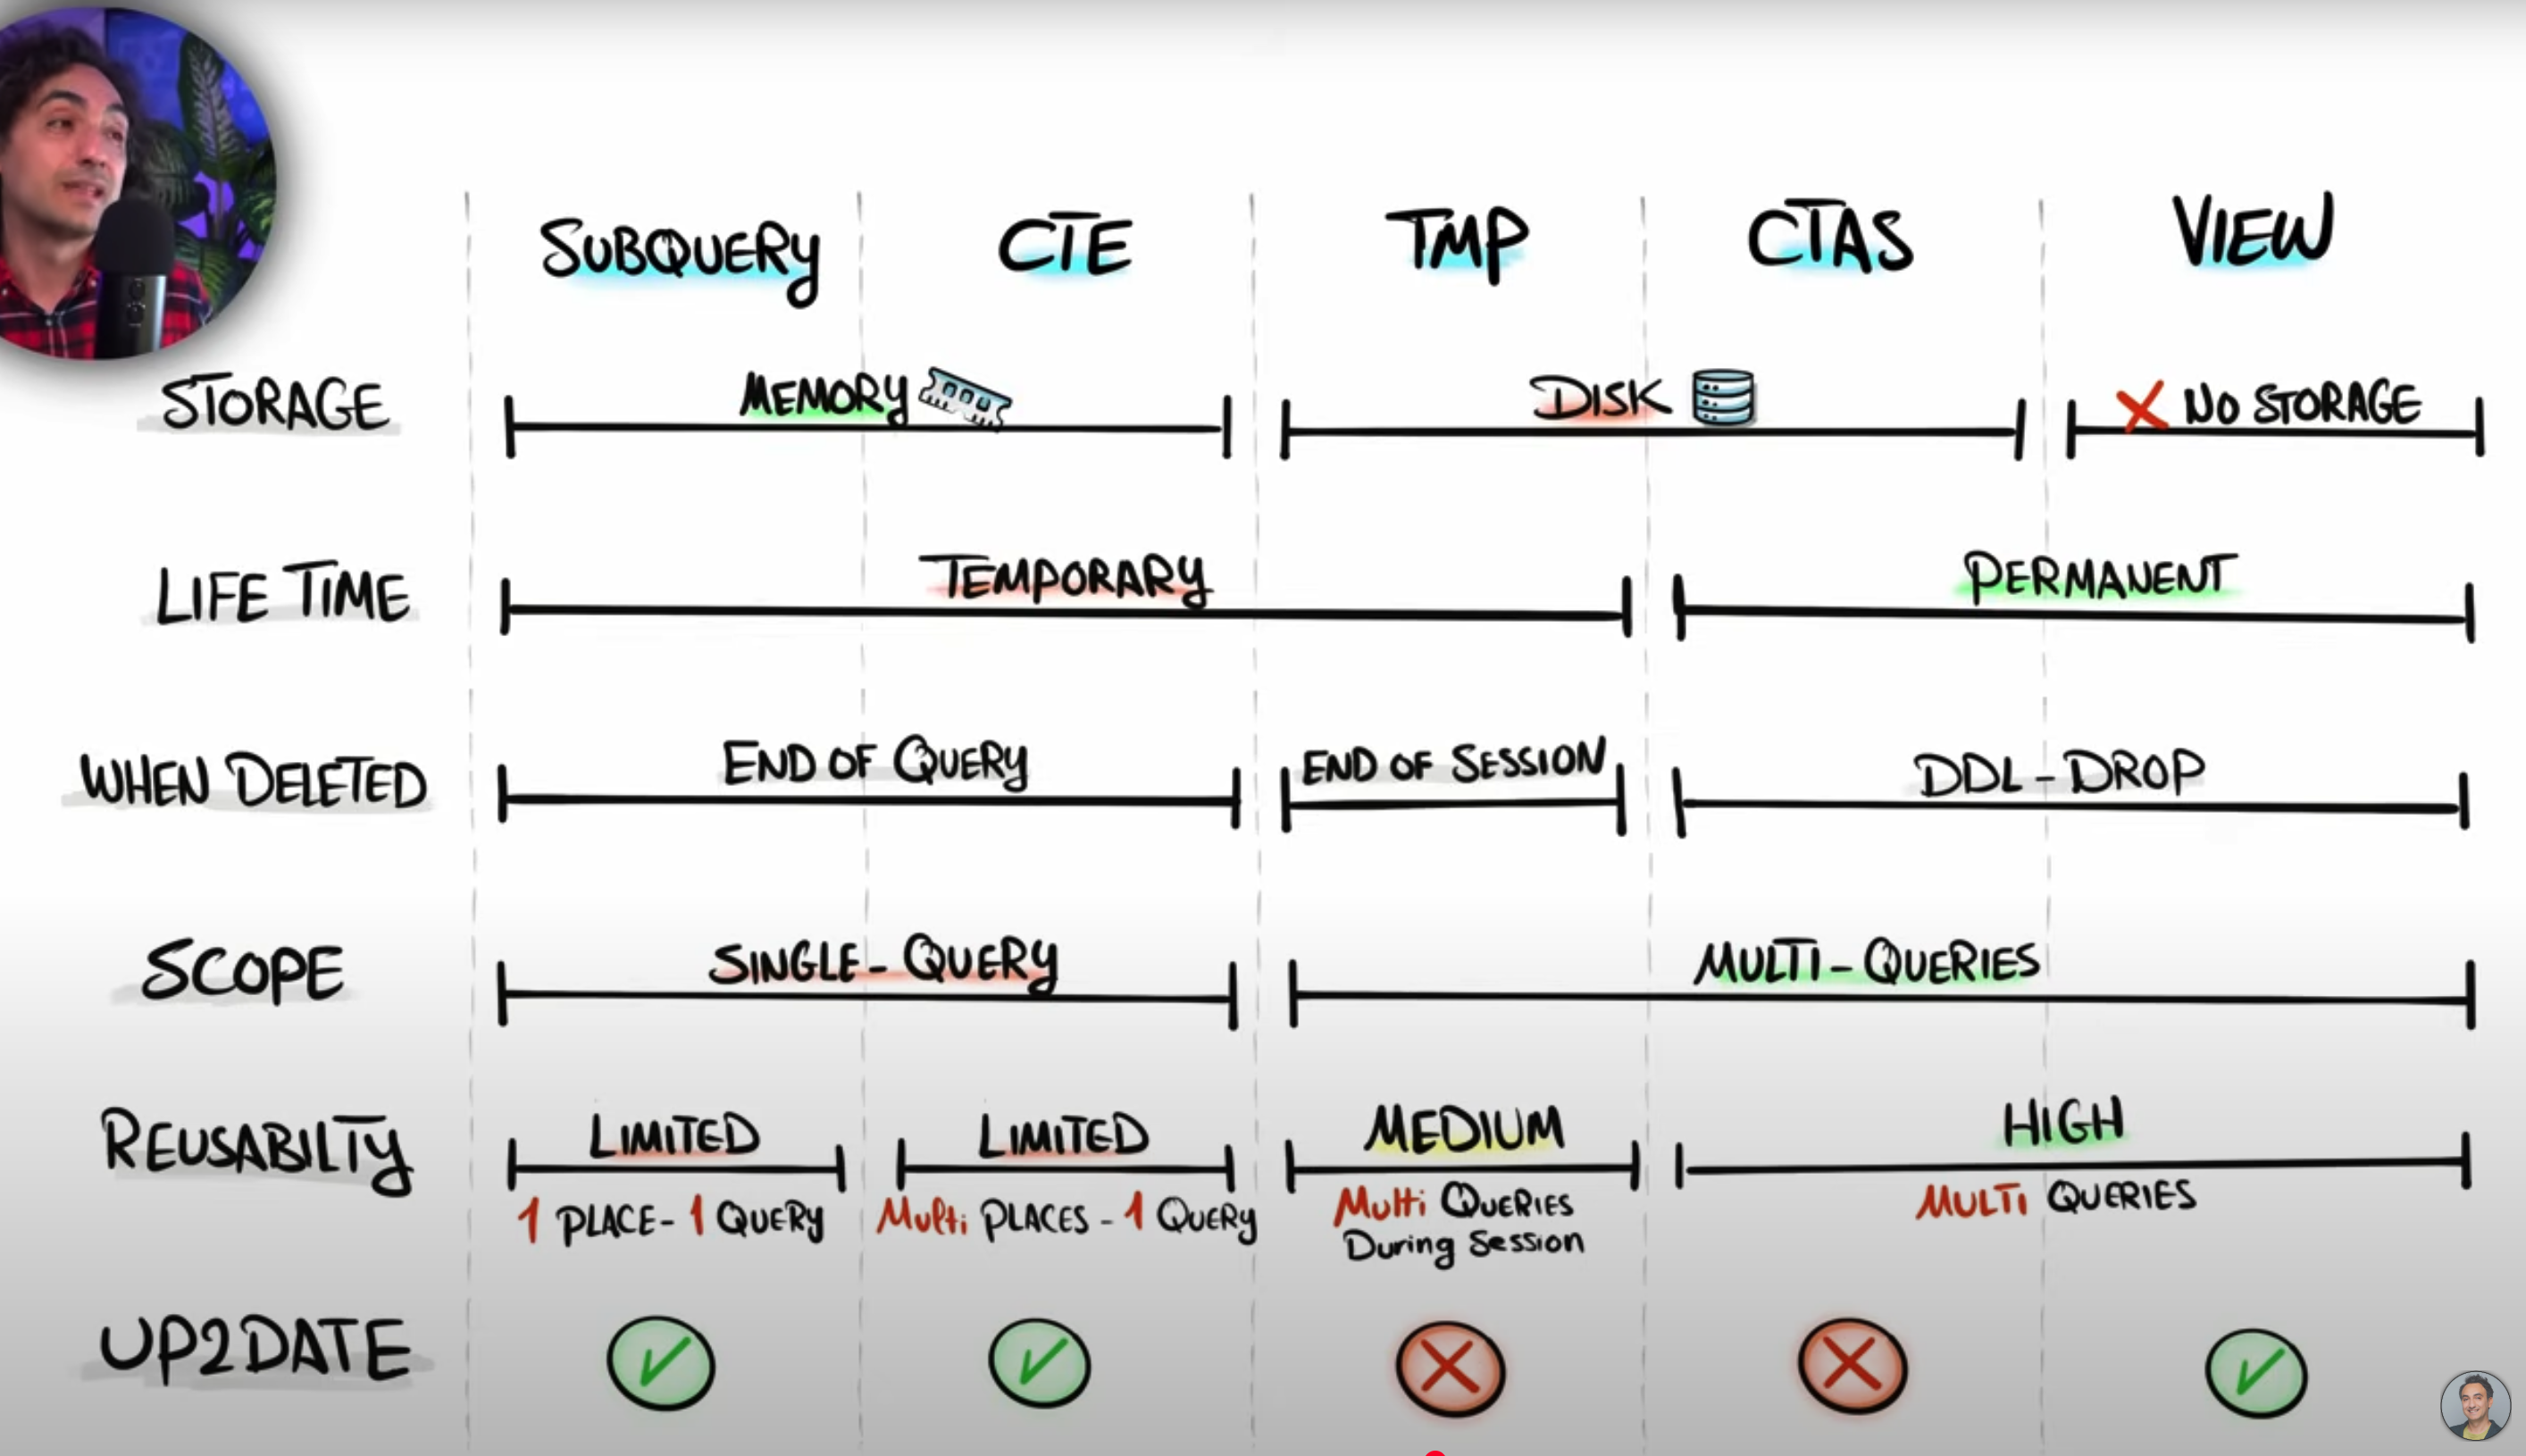 SUBQUERY CTE TMP CTAS VIEW
STORAGE MEMORY DISK NO STORAGE
LIFE TIME TEMPORARY PERMANENT
WHEN DELETED END OF QUERY END OF SESSION DDL-DROP
SCOPE SINGLE-QUERY MULTI-QUERIES
REUSABILTY LIMITED LIMITED MEDIUM HIGH
1 PLACE-1 QUERY Multi PLACES-1 QUERY Multi QUERIES MULTI QUERIES
During Session
UP2DATE